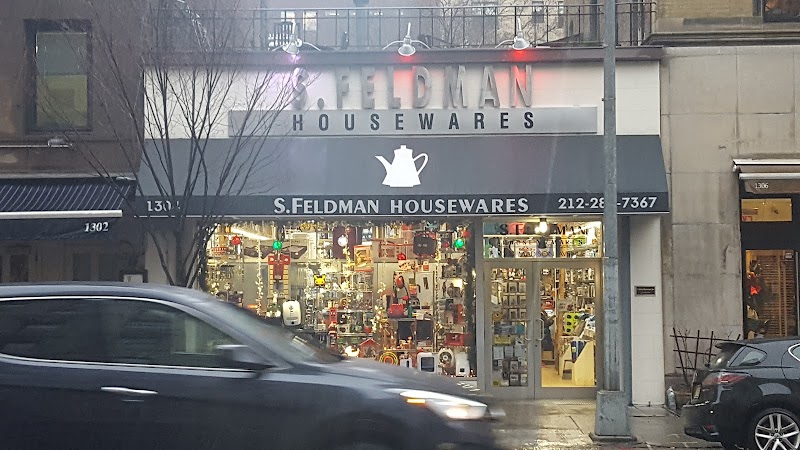 S. FELDMAN
HOUSEWARES
S.FELDMAN HOUSEWARES
1302
1306